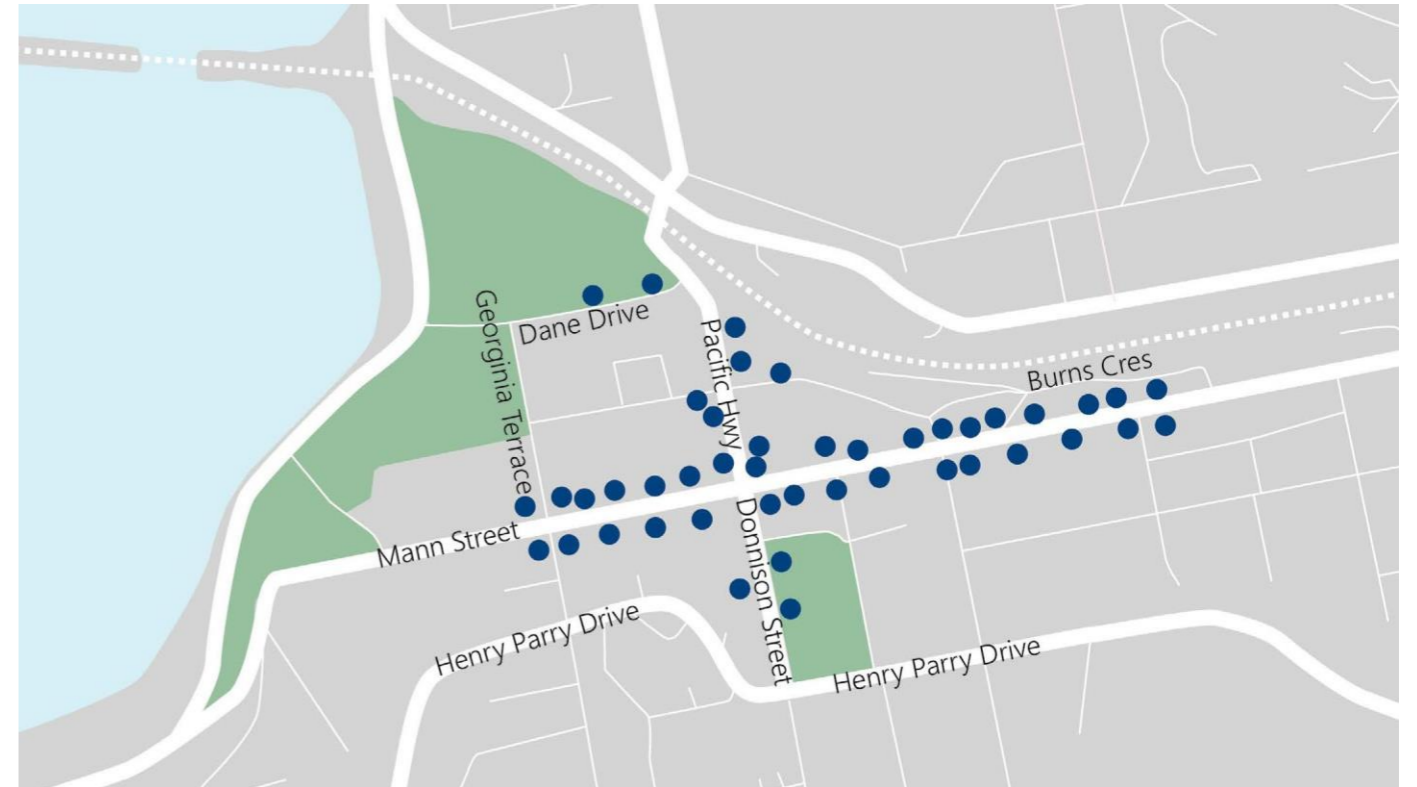 Georginia Terrace
Dane Drive
Pacific Hwy
Burns Cres
Mann Street
Donnison Street
Henry Parry Drive
Henry Parry Drive